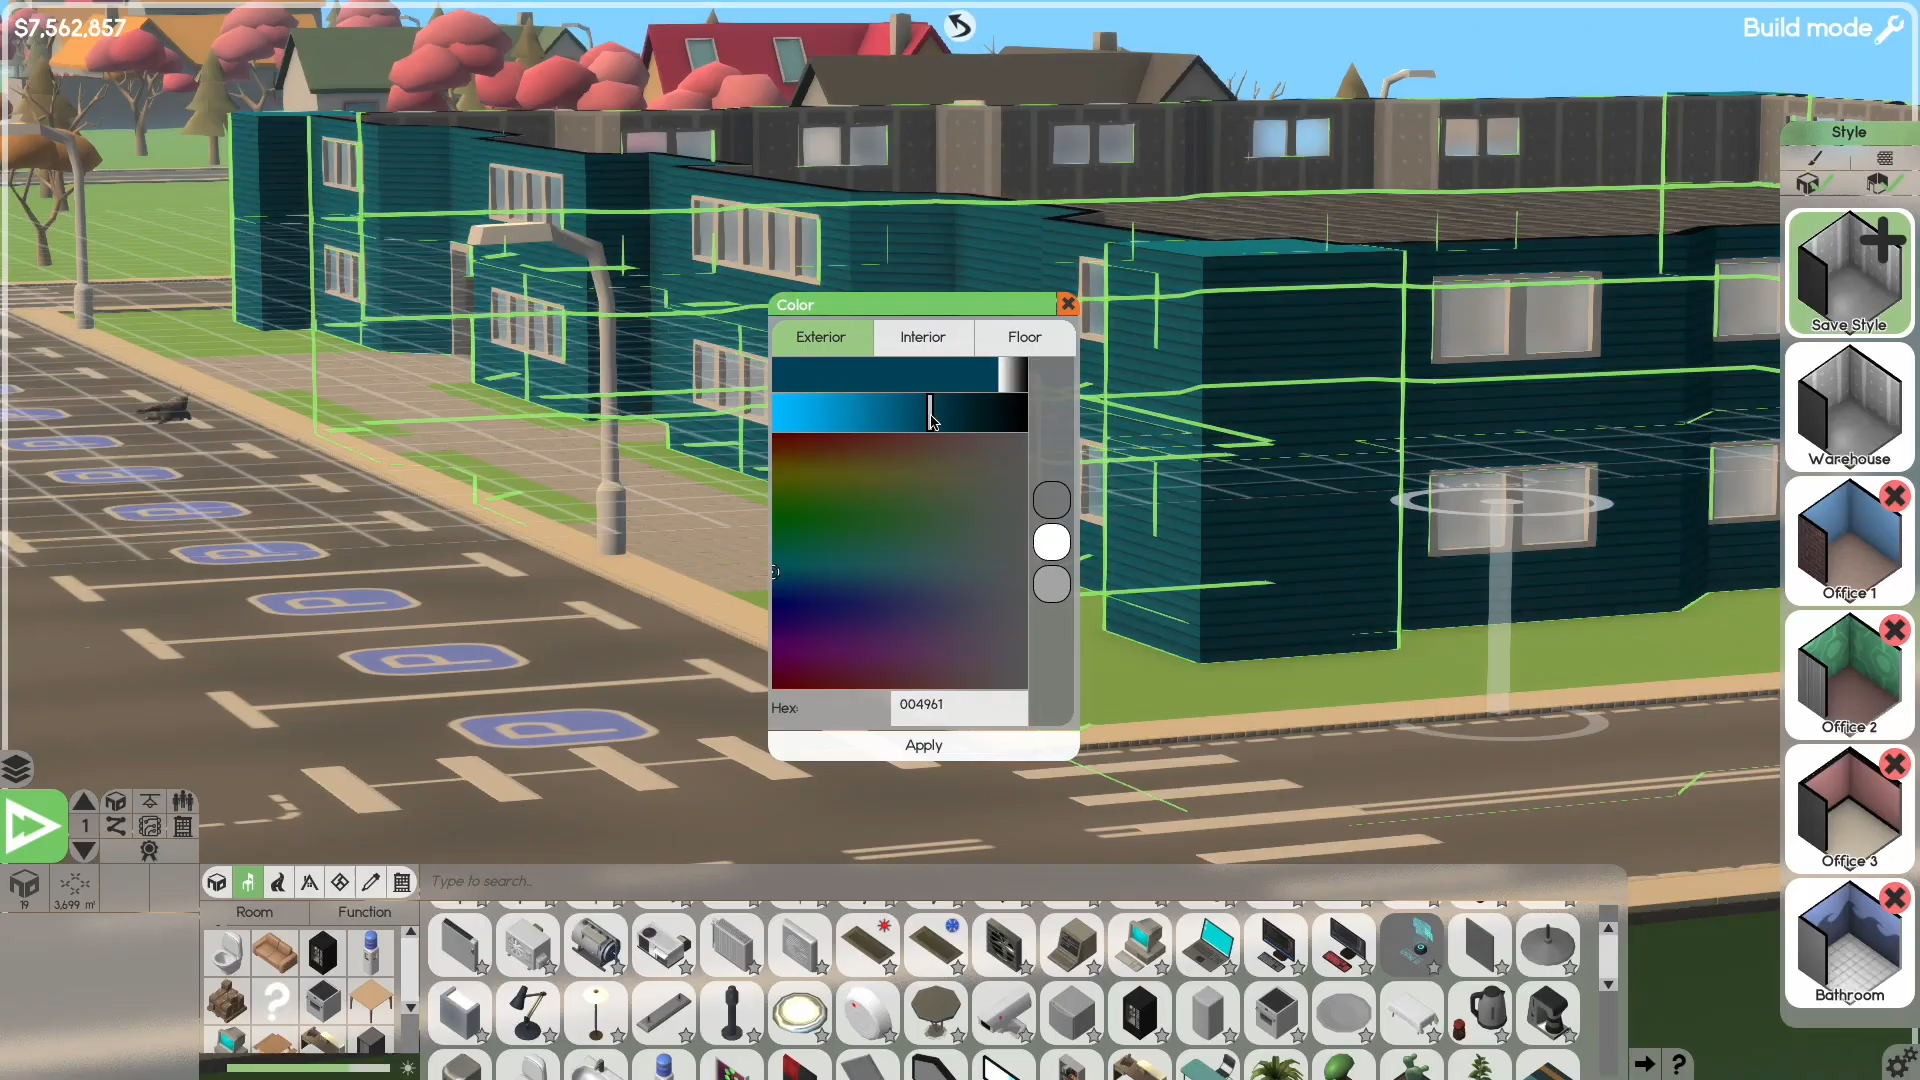 $7,562,857
Build mode
Style
Save Style
Warehouse
Office 1
Office 2
Office 3
Bathroom
Color
Exterior
Interior
Floor
Hex:
004961
Apply
1
19
3,699 m²
Type to search...
Room
Function
?